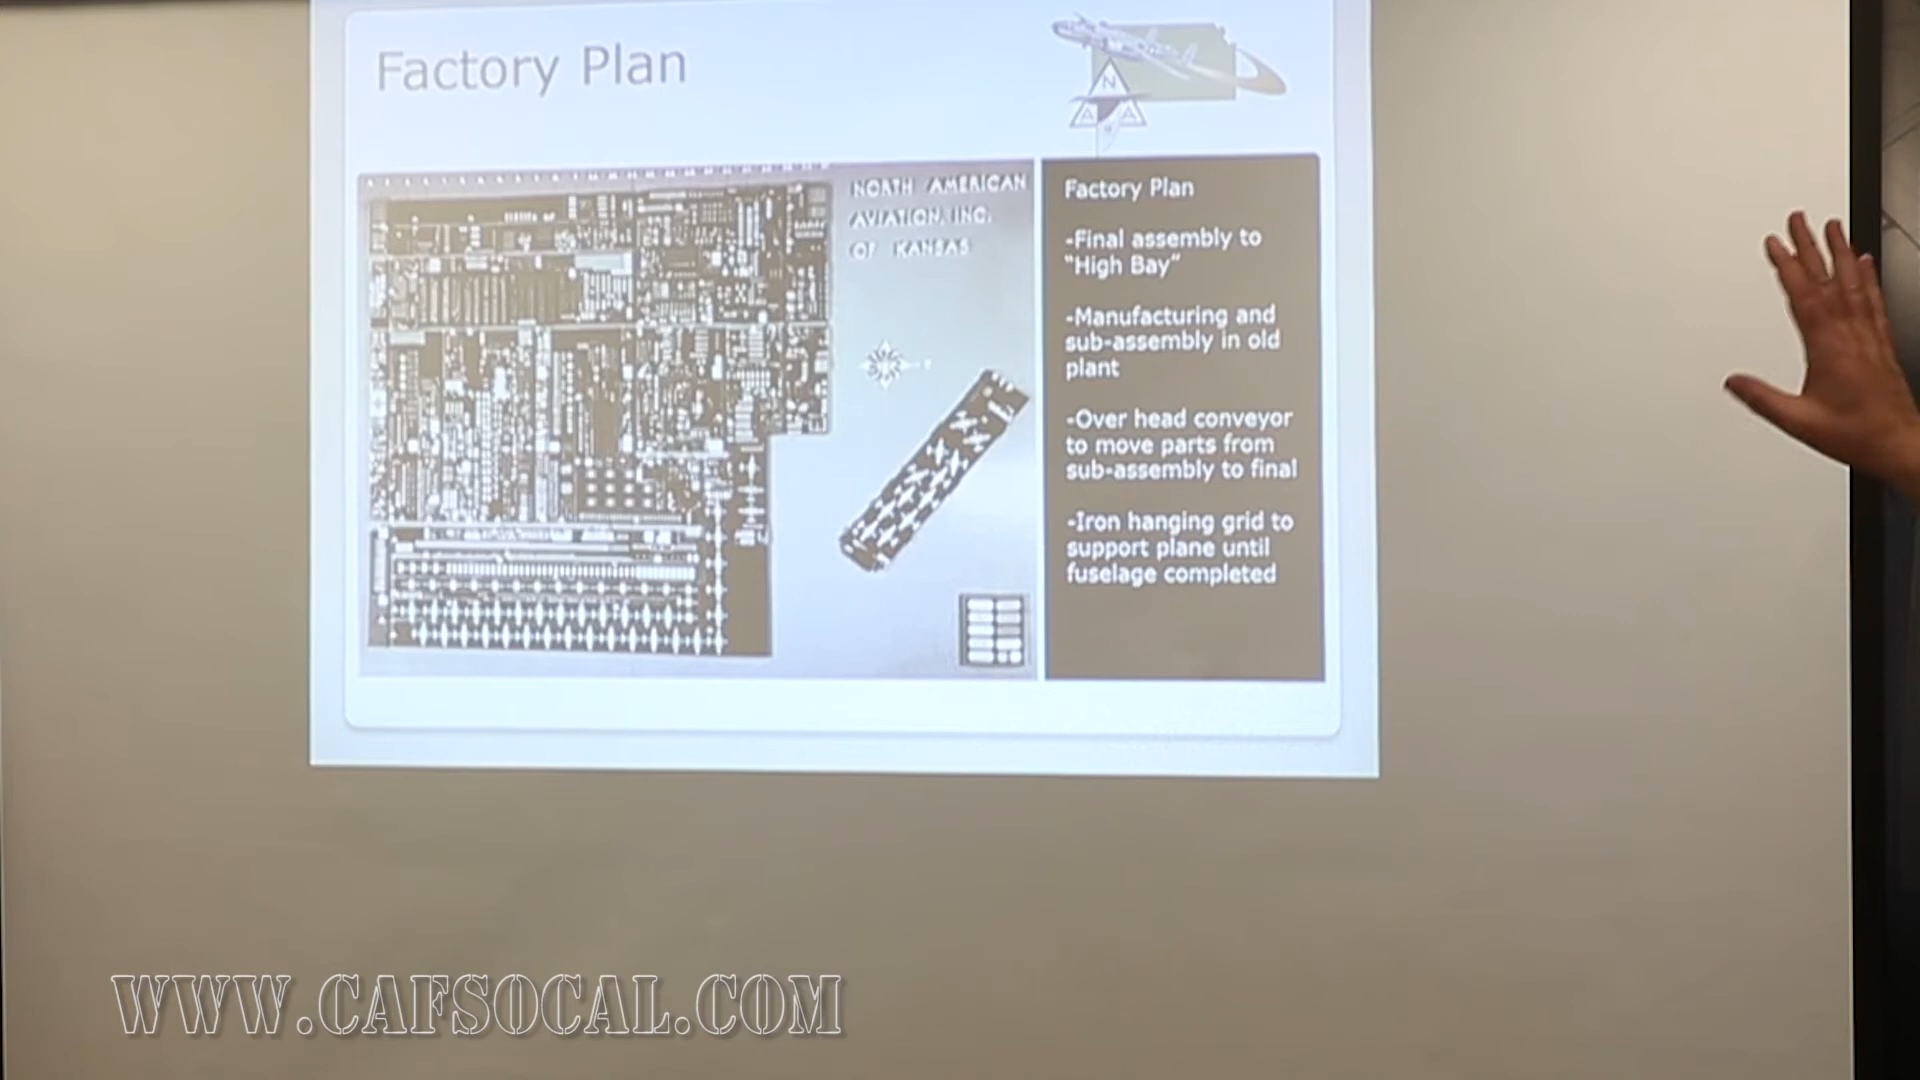 Factory Plan
N
A A
NORTH AMERICAN
AVIATION, INC.
OF KANSAS
Factory Plan
-Final assembly to
"High Bay"
-Manufacturing and
sub-assembly in old
plant
-Over head conveyor
to move parts from
sub-assembly to final
-Iron hanging grid to
support plane until
fuselage completed
WWW.CAFSOCAL.COM